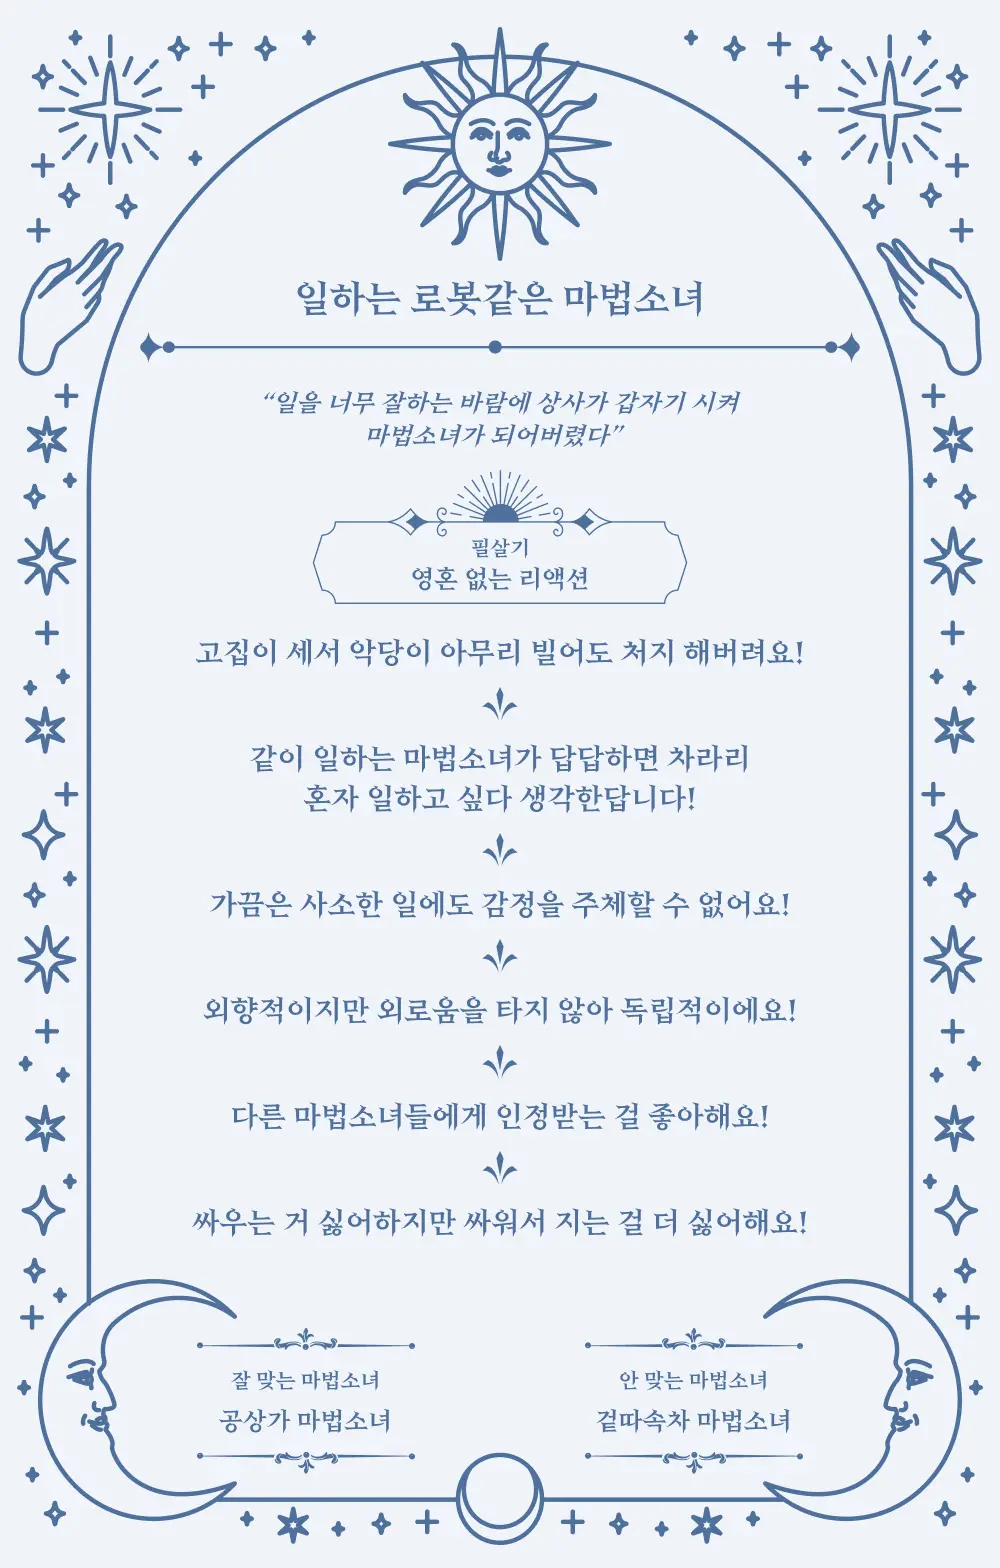 일하는 로봇같은 마법소녀
“일을 너무 잘하는 바람에 상사가 갑자기 시켜
마법소녀가 되어버렸다”
필살기
영혼 없는 리액션
고집이 세서 악당이 아무리 빌어도 처지 해버려요!
같이 일하는 마법소녀가 답답하면 차라리
혼자 일하고 싶다 생각한답니다!
가끔은 사소한 일에도 감정을 주체할 수 없어요!
외향적이지만 외로움을 타지 않아 독립적이에요!
다른 마법소녀들에게 인정받는 걸 좋아해요!
싸우는 거 싫어하지만 싸워서 지는 걸 더 싫어해요!
잘 맞는 마법소녀
공상가 마법소녀
안 맞는 마법소녀
겉따속차 마법소녀